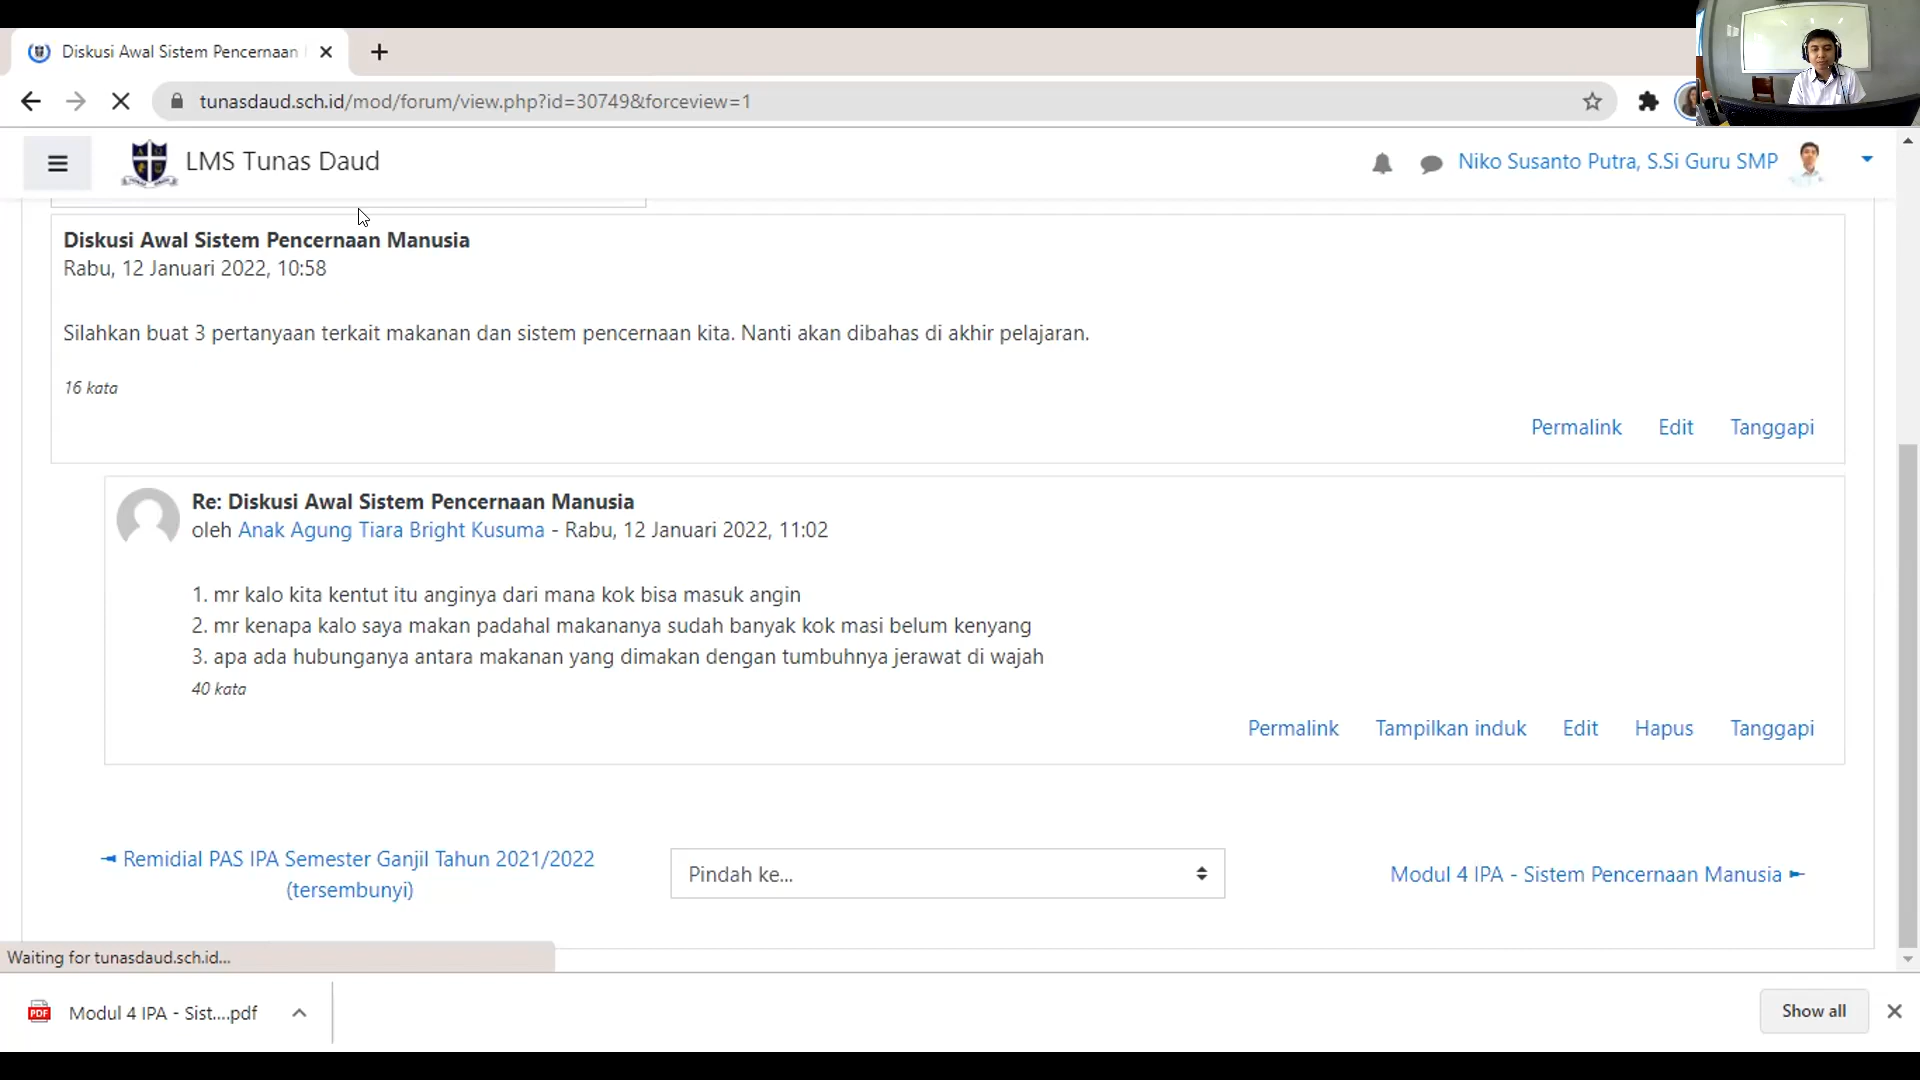 Diskusi Awal Sistem Pencernaan
tunasdaud.sch.id/mod/forum/view.php?id=30749&forceview=1
LMS Tunas Daud
Niko Susanto Putra, S.Si Guru SMP
Diskusi Awal Sistem Pencernaan Manusia
Rabu, 12 Januari 2022, 10:58
Silahkan buat 3 pertanyaan terkait makanan dan sistem pencernaan kita. Nanti akan dibahas di akhir pelajaran.
16 kata
Permalink Edit Tanggapi
Re: Diskusi Awal Sistem Pencernaan Manusia
oleh Anak Agung Tiara Bright Kusuma - Rabu, 12 Januari 2022, 11:02
1. mr kalo kita kentut itu anginya dari mana kok bisa masuk angin
2. mr kenapa kalo saya makan padahal makananya sudah banyak kok masi belum kenyang
3. apa ada hubunganya antara makanan yang dimakan dengan tumbuhnya jerawat di wajah
40 kata
Permalink Tampilkan induk Edit Hapus Tanggapi
◄ Remidial PAS IPA Semester Ganjil Tahun 2021/2022
(tersembunyi)
Pindah ke...
Modul 4 IPA - Sistem Pencernaan Manusia ►
Waiting for tunasdaud.sch.id...
PDF
Modul 4 IPA - Sist....pdf
Show all